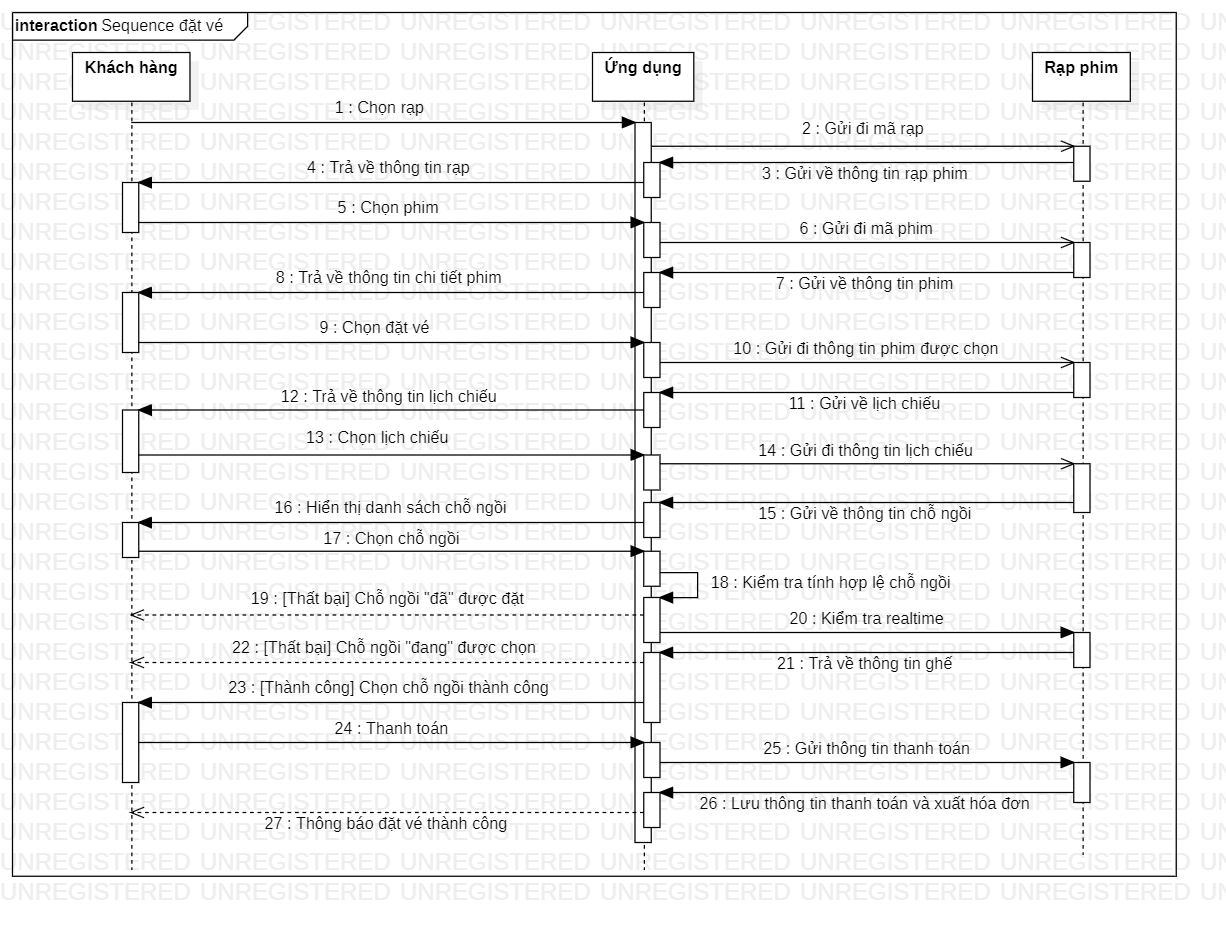 interaction Sequence đặt vé
Khách hàng
Ứng dụng
Rạp phim
1 : Chọn rạp
2 : Gửi đi mã rạp
3 : Gửi về thông tin rạp phim
4 : Trả về thông tin rạp
5 : Chọn phim
6 : Gửi đi mã phim
7 : Gửi về thông tin phim
8 : Trả về thông tin chi tiết phim
9 : Chọn đặt vé
10 : Gửi đi thông tin phim được chọn
11 : Gửi về lịch chiếu
12 : Trả về thông tin lịch chiếu
13 : Chọn lịch chiếu
14 : Gửi đi thông tin lịch chiếu
15 : Gửi về thông tin chỗ ngồi
16 : Hiển thị danh sách chỗ ngồi
17 : Chọn chỗ ngồi
18 : Kiểm tra tính hợp lệ chỗ ngồi
19 : [Thất bại] Chỗ ngồi "đã" được đặt
20 : Kiểm tra realtime
21 : Trả về thông tin ghế
22 : [Thất bại] Chỗ ngồi "đang" được chọn
23 : [Thành công] Chọn chỗ ngồi thành công
24 : Thanh toán
25 : Gửi thông tin thanh toán
26 : Lưu thông tin thanh toán và xuất hóa đơn
27 : Thông báo đặt vé thành công
UNREGISTERED